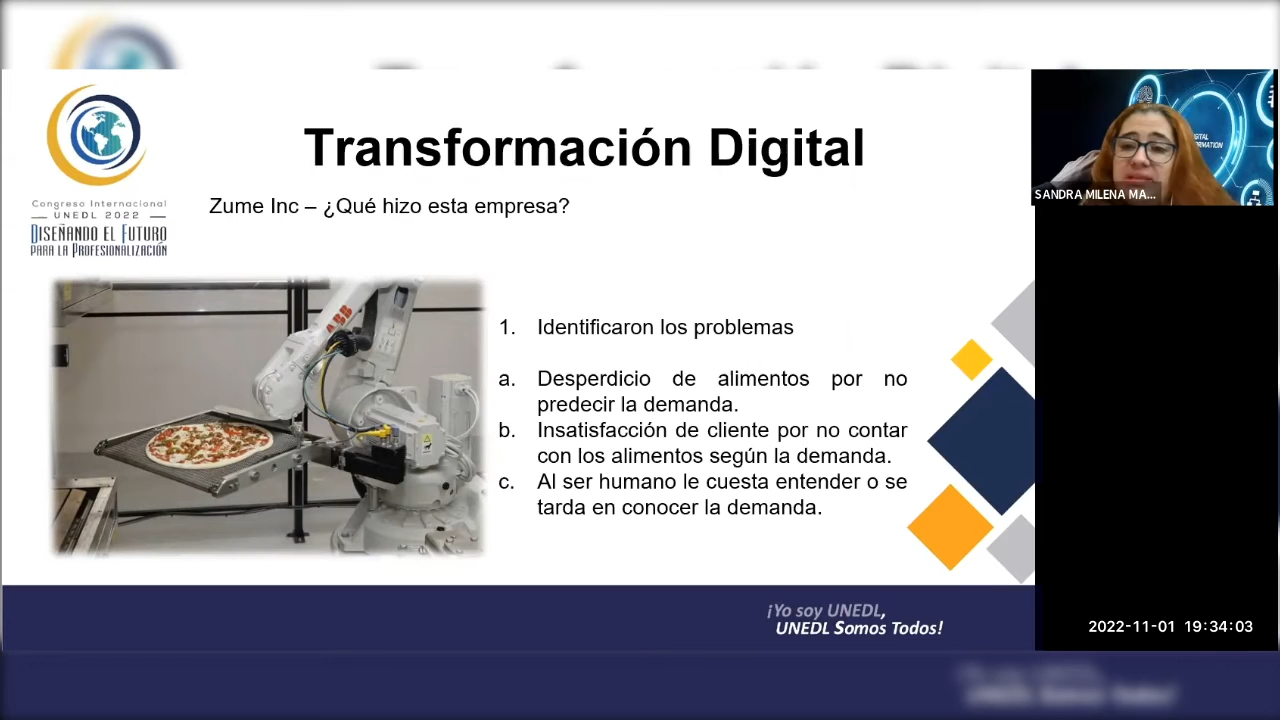 Transformación Digital
Zume Inc – ¿Qué hizo esta empresa?
Congreso Internacional
UNEDL 2022
DISEÑANDO EL FUTURO
PARA LA PROFESIONALIZACIÓN
ABB
1. Identificaron los problemas
a. Desperdicio de alimentos por no
predecir la demanda.
b. Insatisfacción de cliente por no contar
con los alimentos según la demanda.
c. Al ser humano le cuesta entender o se
tarda en conocer la demanda.
¡Yo soy UNEDL,
UNEDL Somos Todos!
SANDRA MILENA MA...
2022-11-01 19:34:03